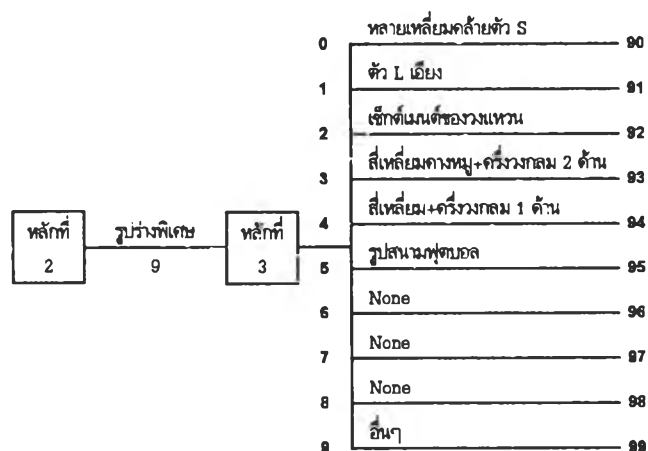 หลายเหลี่ยมคล้ายตัว S
0 90
ตัว L เอียง
1 91
เซ็กต์เมนต์ของวงแหวน
2 92
สี่เหลี่ยมคางหมู+ครึ่งวงกลม 2 ด้าน
3 93
สี่เหลี่ยม+ครึ่งวงกลม 1 ด้าน
4 94
หลักที่ รูปร่างพิเศษ หลักที่
รูปสนามฟุตบอล
2 9 3
5 95
None
6 96
None
7 97
None
8 98
อื่นๆ
9 99